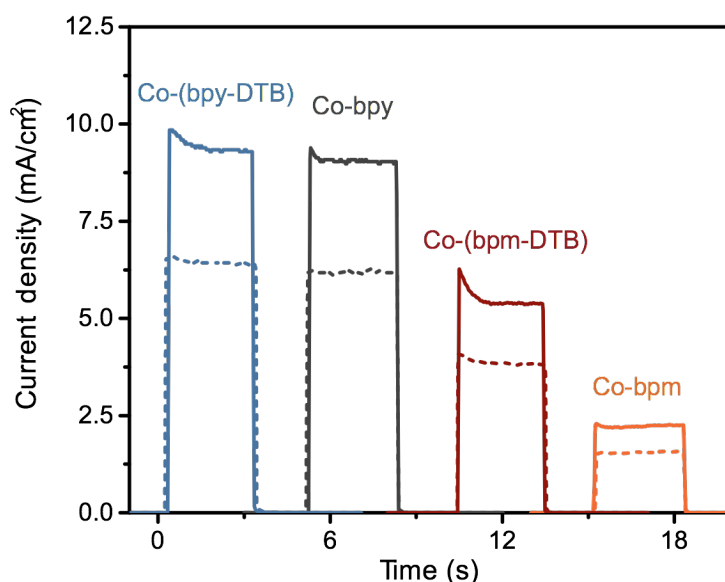 12.5
10.0
7.5
5.0
2.5
0.0
Current density (mA/cm²)
Co-(bpy-DTB)
Co-bpy
Co-(bpm-DTB)
Co-bpm
0 6 12 18
Time (s)